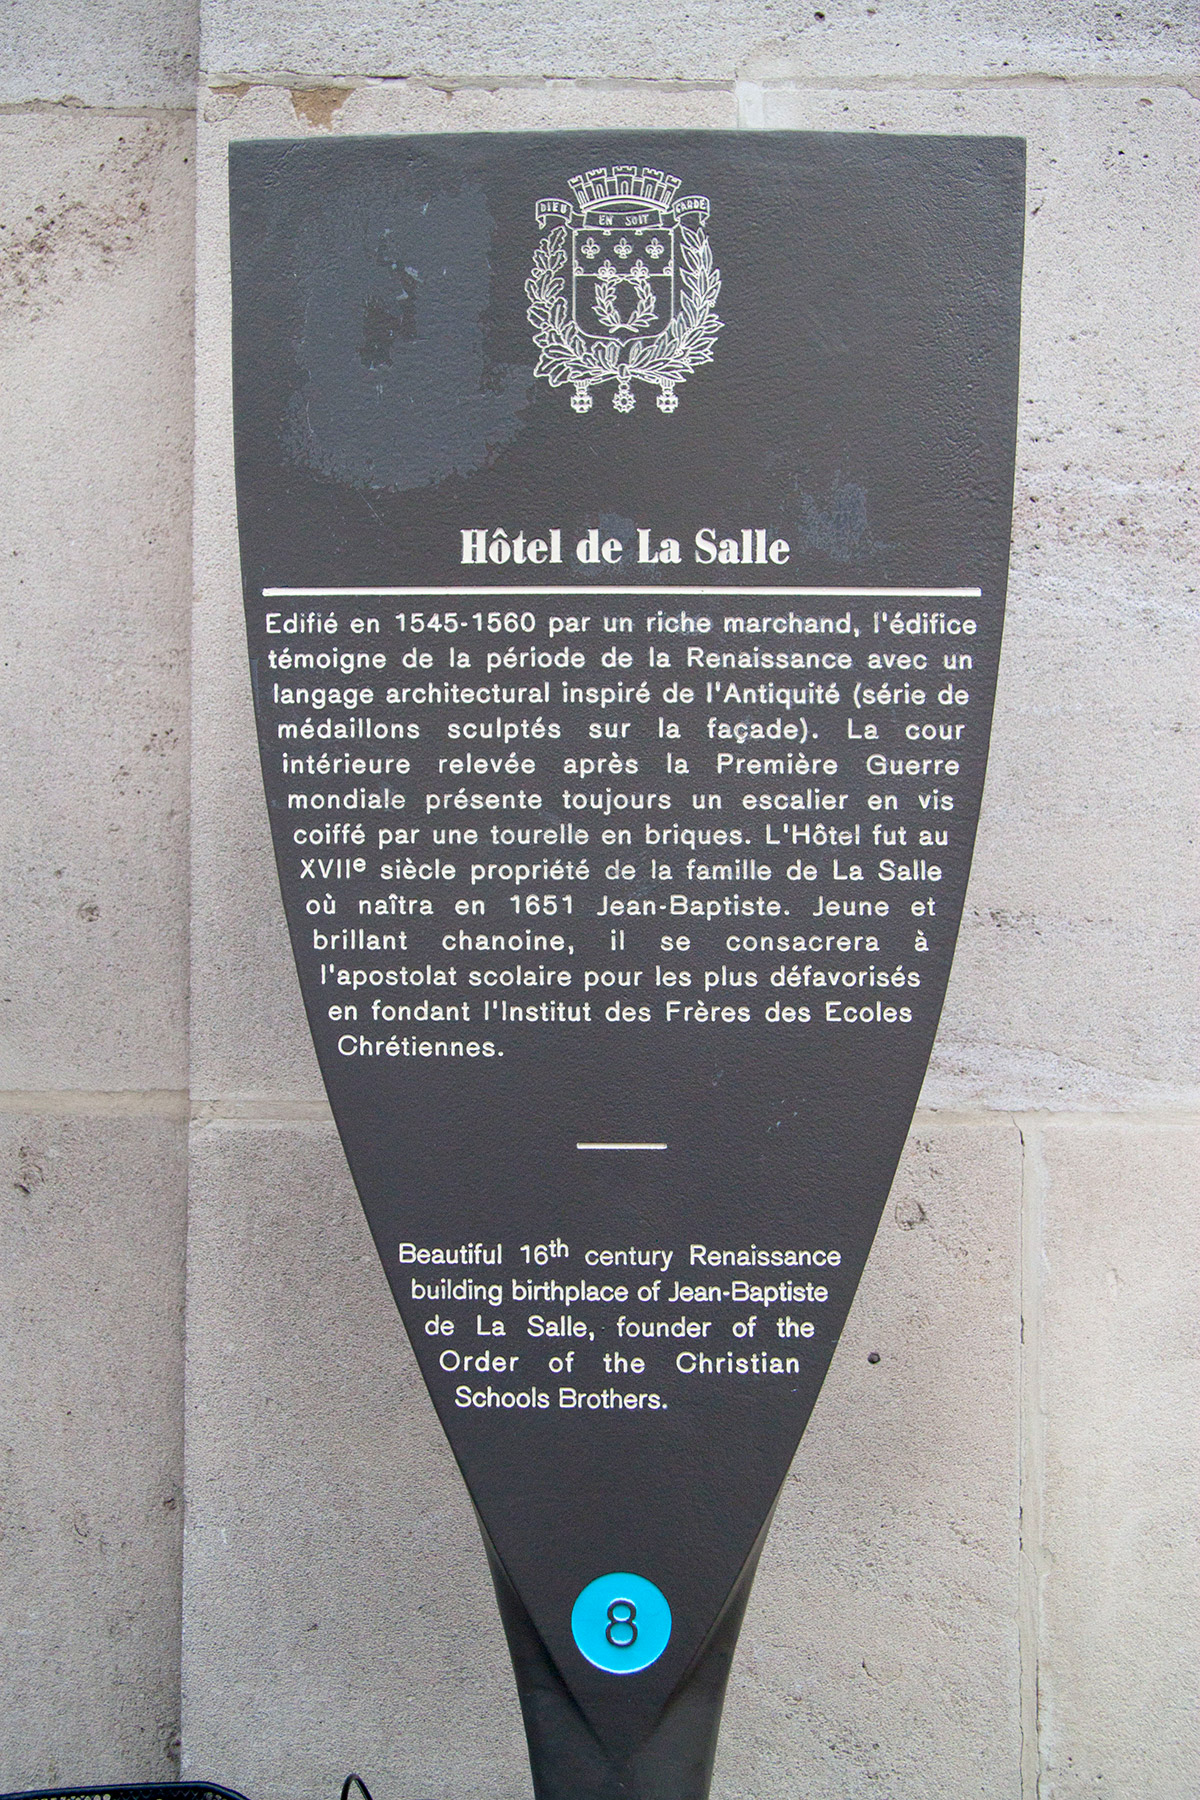 DIEU EN SOIT GARDE
Hôtel de La Salle
Edifié en 1545-1560 par un riche marchand, l'édifice
témoigne de la période de la Renaissance avec un
langage architectural inspiré de l'Antiquité (série de
médaillons sculptés sur la façade). La cour
intérieure relevée après la Première Guerre
mondiale présente toujours un escalier en vis
coiffé par une tourelle en briques. L'Hôtel fut au
XVIIe siècle propriété de la famille de La Salle
où naîtra en 1651 Jean-Baptiste. Jeune et
brillant chanoine, il se consacrera à
l'apostolat scolaire pour les plus défavorisés
en fondant l'Institut des Frères des Ecoles
Chrétiennes.
Beautiful 16th century Renaissance
building birthplace of Jean-Baptiste
de La Salle, founder of the
Order of the Christian
Schools Brothers.
8